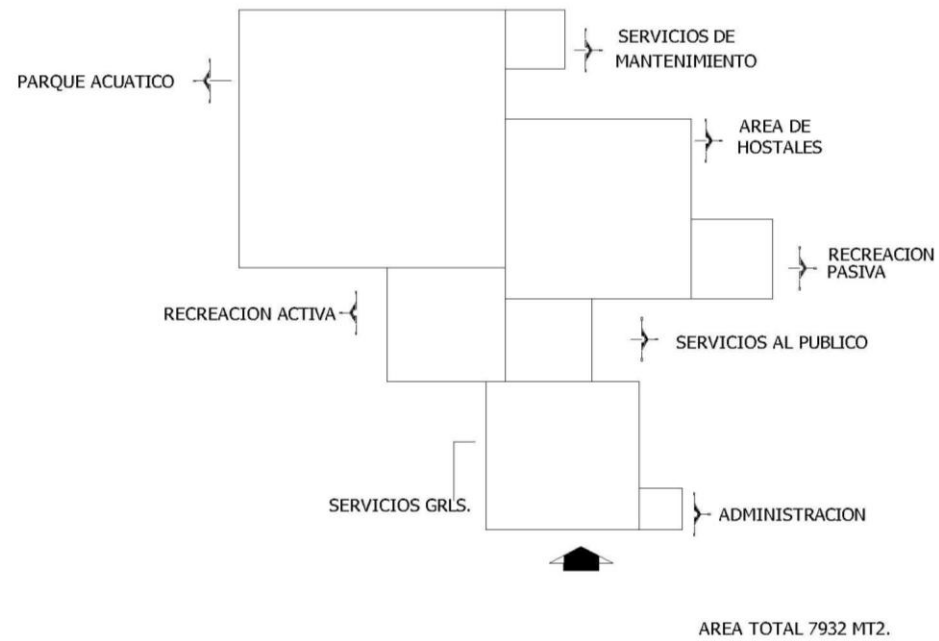 SERVICIOS DE
MANTENIMIENTO
PARQUE ACUATICO
AREA DE
HOSTALES
RECREACION
PASIVA
RECREACION ACTIVA
SERVICIOS AL PUBLICO
SERVICIOS GRLS.
ADMINISTRACION
AREA TOTAL 7932 MT2.